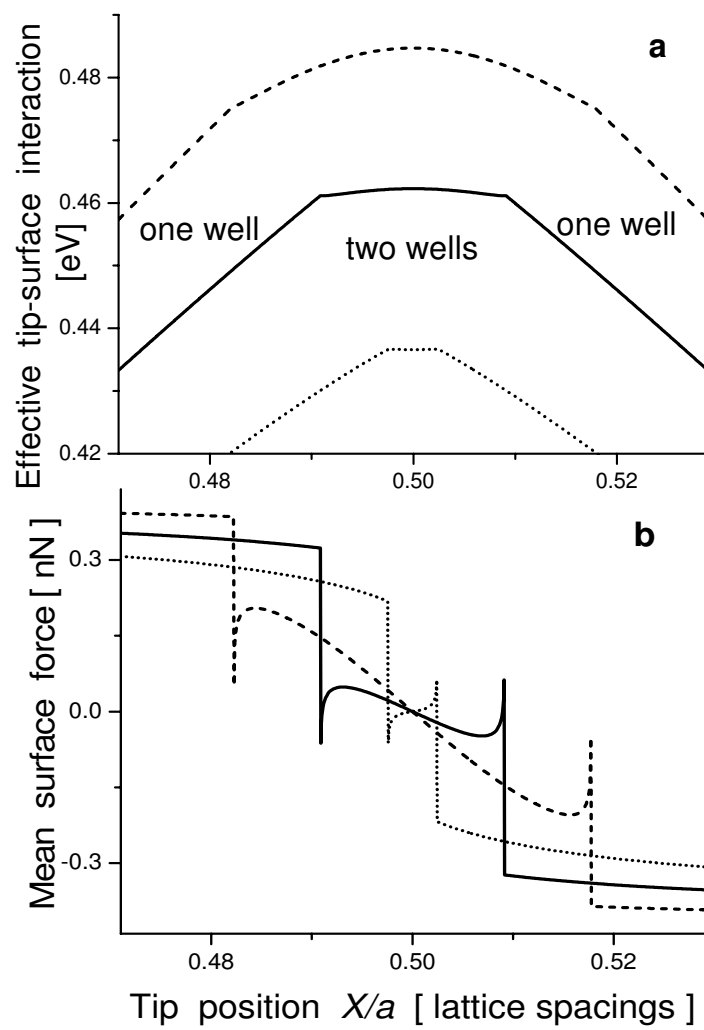 Effective tip-surface interaction
[eV]
a
0.48
0.46
0.44
0.42
one well
two wells
one well
0.48
0.50
0.52
Mean surface force [ nN ]
b
0.3
0.0
-0.3
0.48
0.50
0.52
Tip position X/a [ lattice spacings ]